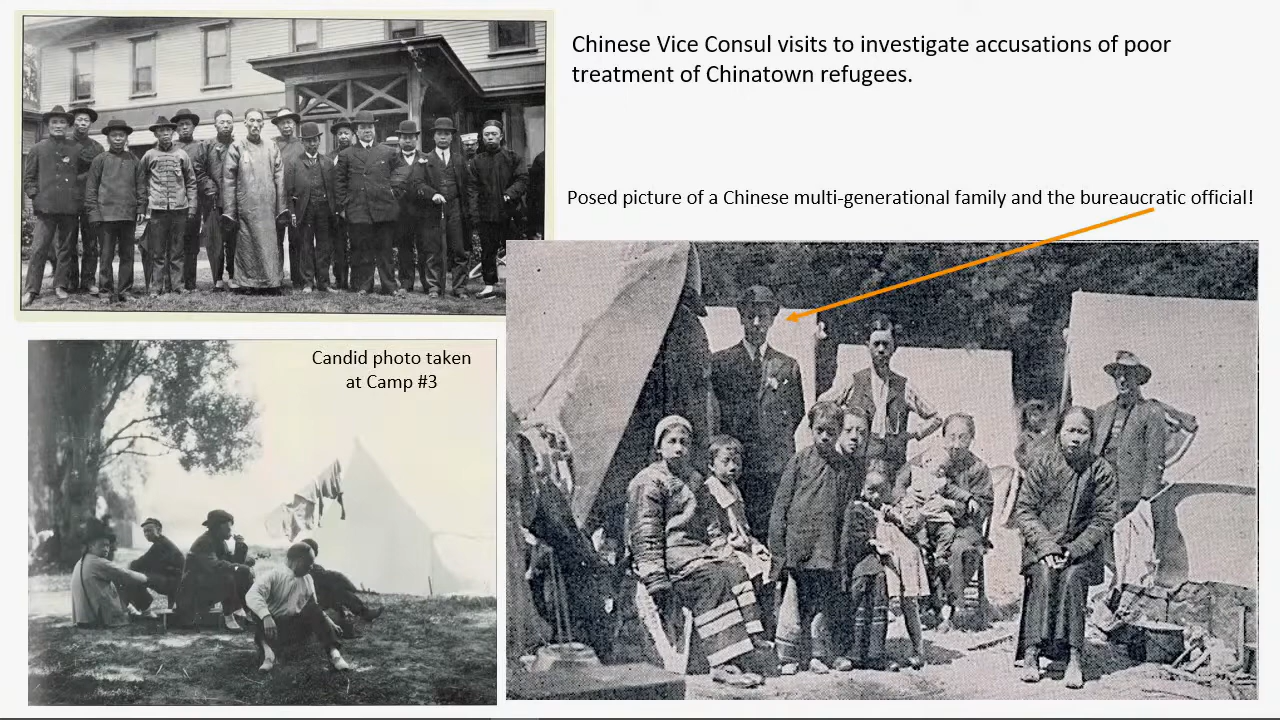 Chinese Vice Consul visits to investigate accusations of poor
treatment of Chinatown refugees.
Posed picture of a Chinese multi-generational family and the bureaucratic official!
Candid photo taken
at Camp #3